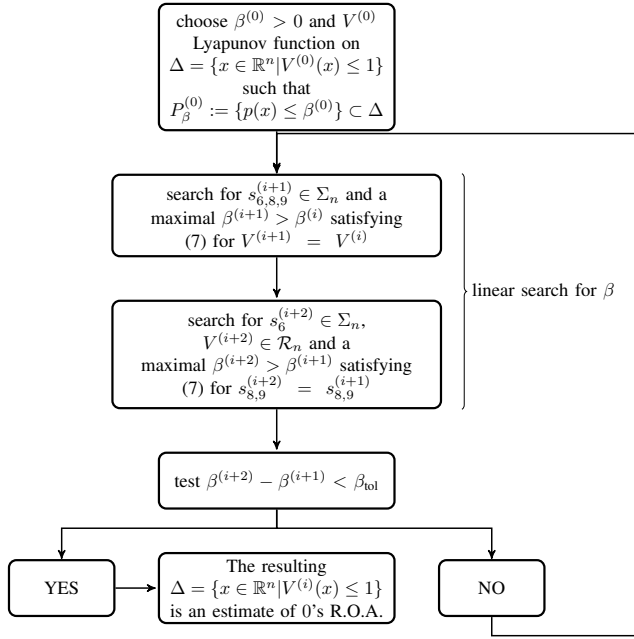 choose β^{(0)} > 0 and V^{(0)}
Lyapunov function on
Δ = {x ∈ ℝ^n|V^{(0)}(x) ≤ 1}
such that
P_β^{(0)} := {p(x) ≤ β^{(0)}} ⊂ Δ
search for s_{6,8,9}^{(i+1)} ∈ Σ_n and a
maximal β^{(i+1)} > β^{(i)} satisfying
(7) for V^{(i+1)} = V^{(i)}
linear search for β
search for s_6^{(i+2)} ∈ Σ_n,
V^{(i+2)} ∈ ℛ_n and a
maximal β^{(i+2)} > β^{(i+1)} satisfying
(7) for s_{8,9}^{(i+2)} = s_{8,9}^{(i+1)}
test β^{(i+2)} − β^{(i+1)} < β_{tol}
YES
The resulting
Δ = {x ∈ ℝ^n|V^{(i)}(x) ≤ 1}
is an estimate of 0's R.O.A.
NO